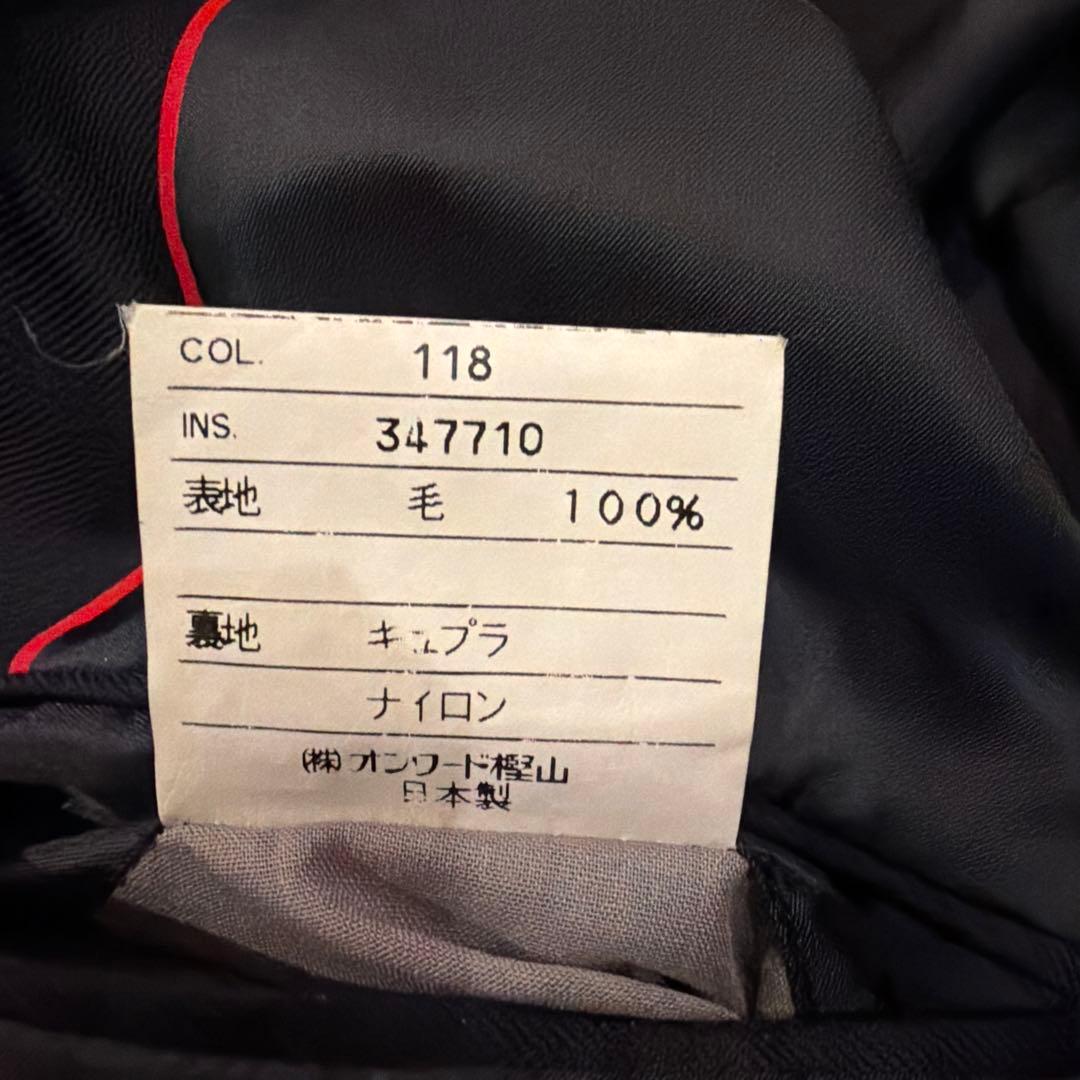 COL. 118
INS. 347710
表地 毛 100%
裏地 キュプラ
ナイロン
(株)オンワード樫山
日本製